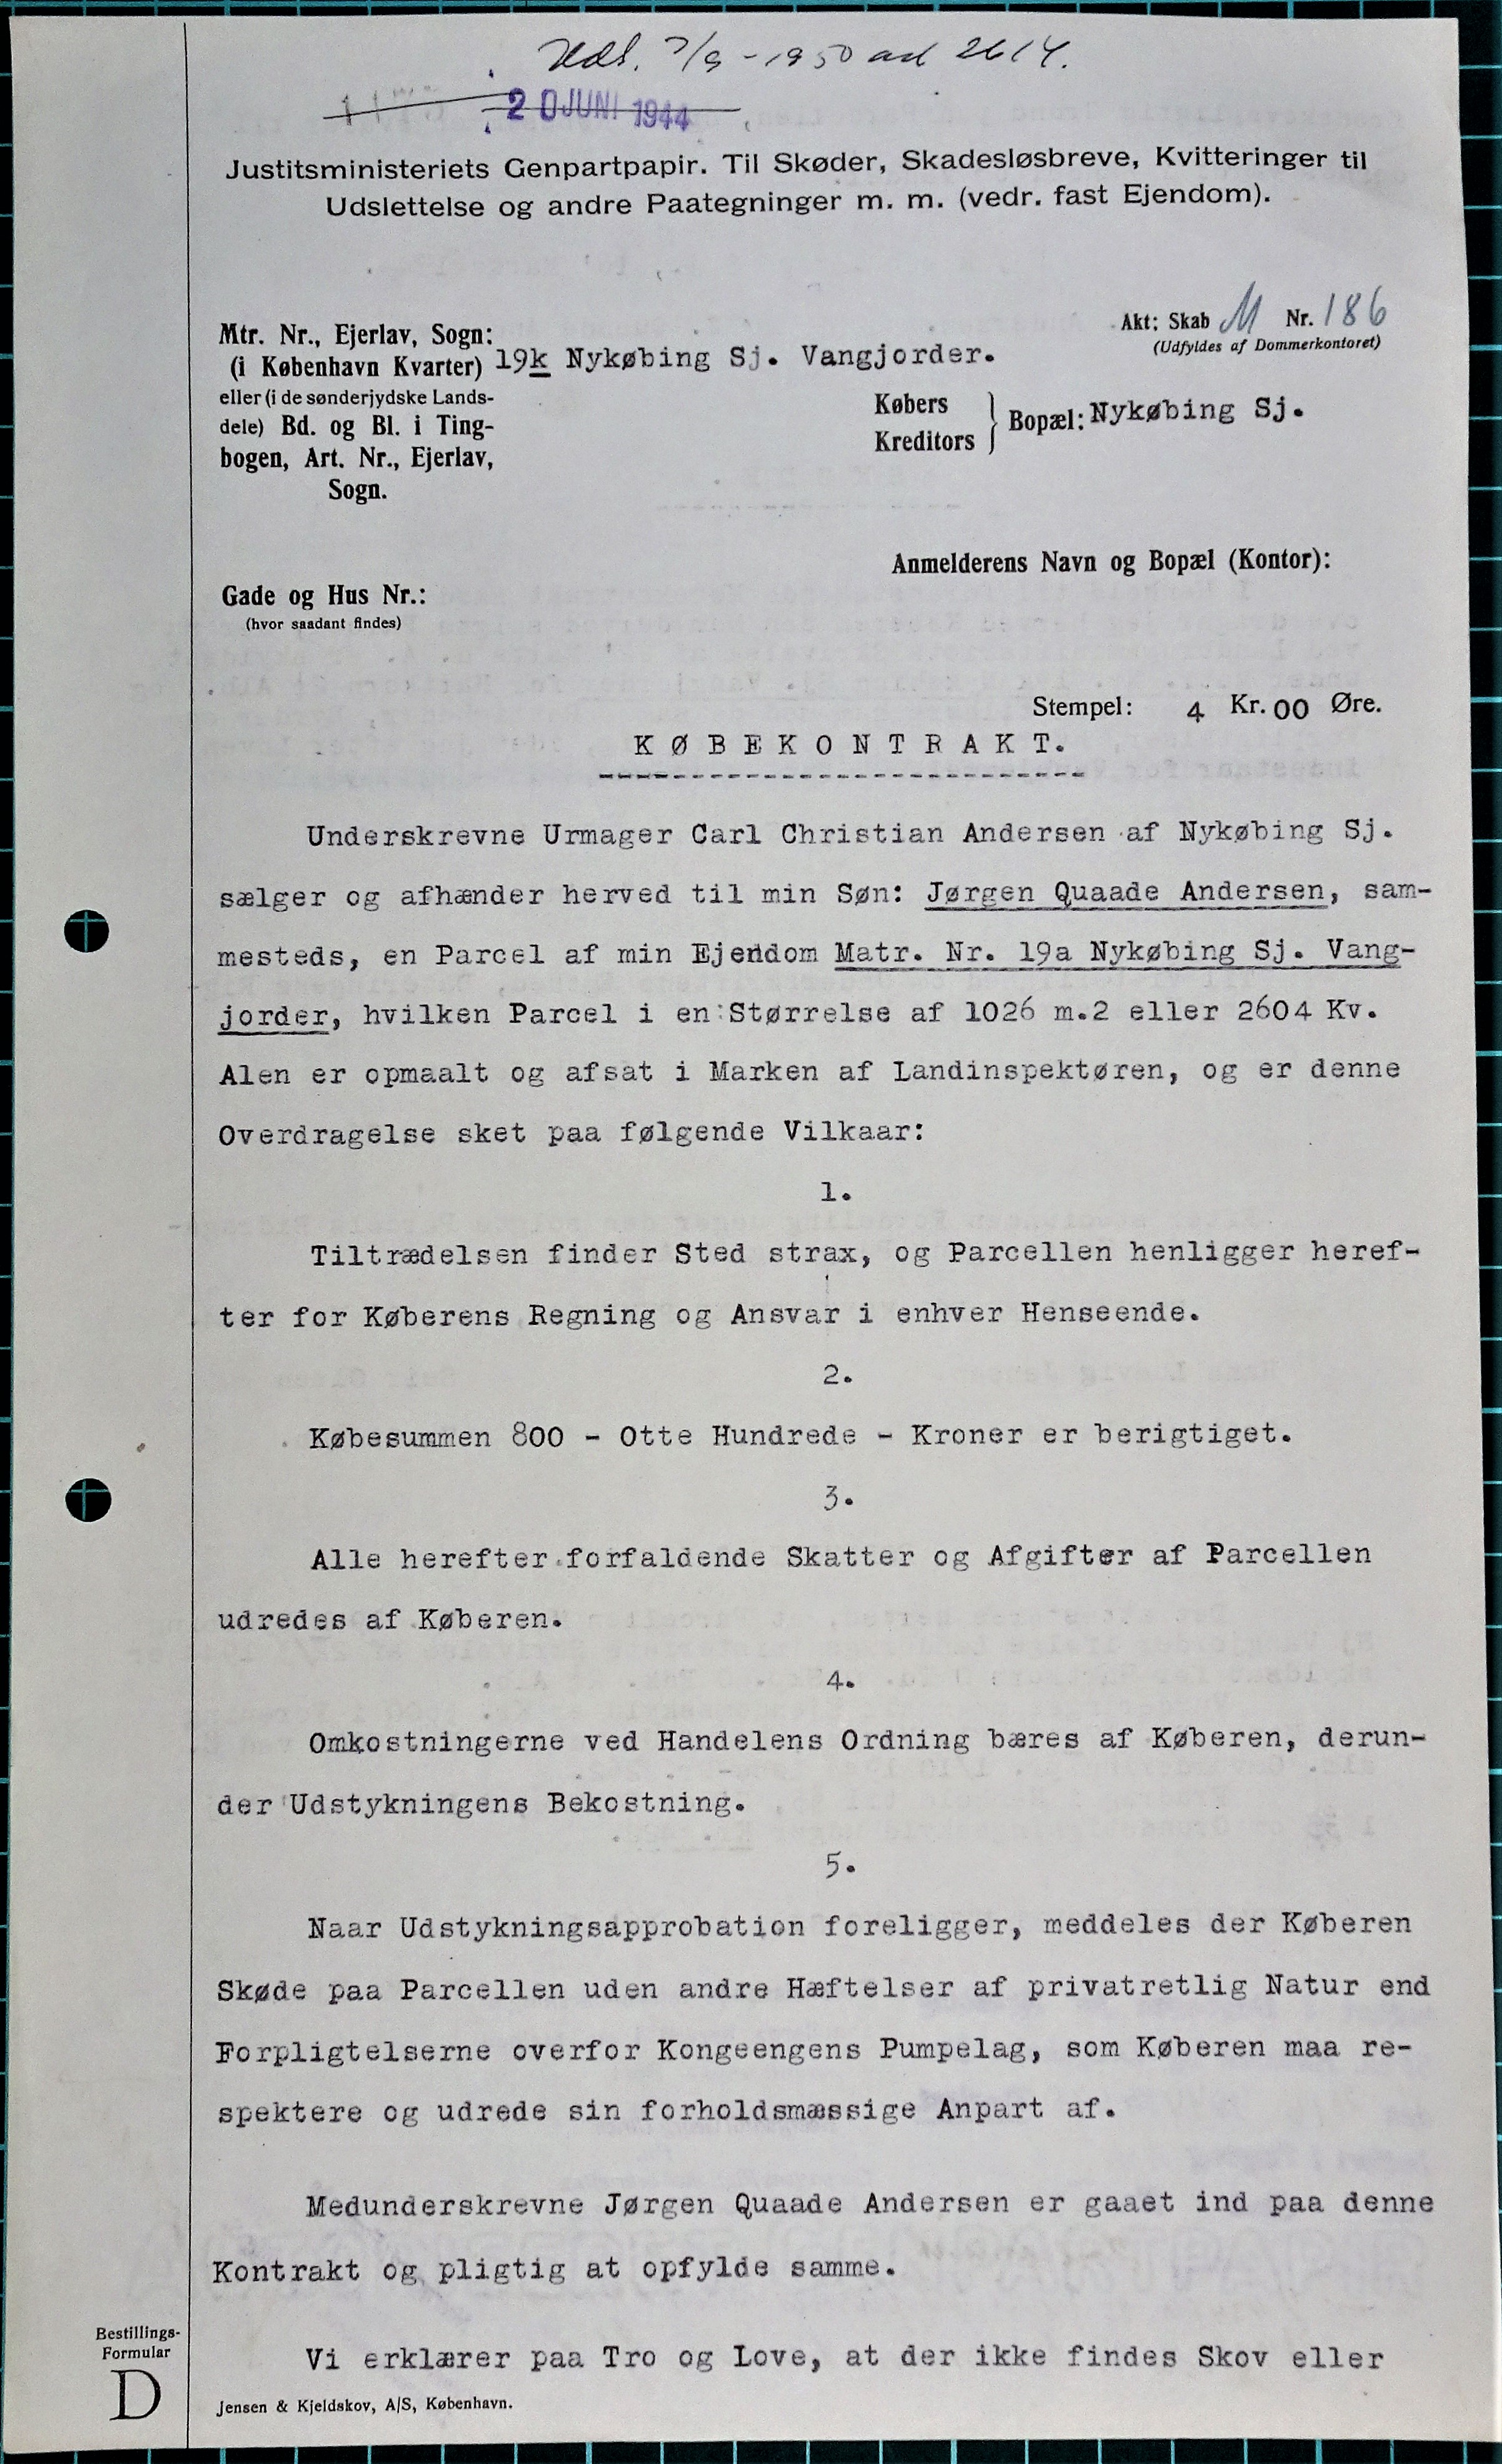 Udl. 7/9 - 1950 ad 2614.
20 JUNI 1944
Justitsministeriets Genpartpapir. Til Skøder, Skadesløsbreve, Kvitteringer til
Udslettelse og andre Paategninger m. m. (vedr. fast Ejendom).
Akt: Skab M Nr. 186
(Udfyldes af Dommerkontoret)
Mtr. Nr., Ejerlav, Sogn:
(i København Kvarter) 19k Nykøbing Sj. Vangjorder.
eller (i de sønderjydske Lands-
dele) Bd. og Bl. i Ting-
bogen, Art. Nr., Ejerlav,
Sogn.
Købers
Kreditors
Bopæl: Nykøbing Sj.
Anmelderens Navn og Bopæl (Kontor):
Gade og Hus Nr.:
(hvor saadant findes)
Stempel: 4 Kr. 00 Øre.
KØBEKONTRAKT.
Underskrevne Urmager Carl Christian Andersen af Nykøbing Sj.
sælger og afhænder herved til min Søn: Jørgen Quaade Andersen, sam-
mesteds, en Parcel af min Ejendom Matr. Nr. 19a Nykøbing Sj. Vang-
jorder, hvilken Parcel i en Størrelse af 1026 m.2 eller 2604 Kv.
Alen er opmaalt og afsat i Marken af Landinspektøren, og er denne
Overdragelse sket paa følgende Vilkaar:
1.
Tiltrædelsen finder Sted strax, og Parcellen henligger heref-
ter for Køberens Regning og Ansvar i enhver Henseende.
2.
Købesummen 800 - Otte Hundrede - Kroner er berigtiget.
3.
Alle herefter forfaldende Skatter og Afgifter af Parcellen
udredes af Køberen.
4.
Omkostningerne ved Handelens Ordning bæres af Køberen, derun-
der Udstykningens Bekostning.
5.
Naar Udstykningsapprobation foreligger, meddeles der Køberen
Skøde paa Parcellen uden andre Hæftelser af privatretlig Natur end
Forpligtelserne overfor Kongeengens Pumpelag, som Køberen maa re-
spektere og udrede sin forholdsmæssige Anpart af.
Medunderskrevne Jørgen Quaade Andersen er gaaet ind paa denne
Kontrakt og pligtig at opfylde samme.
Vi erklærer paa Tro og Love, at der ikke findes Skov eller
Bestillings-
Formular
D
Jensen & Kjeldskov, A/S, København.